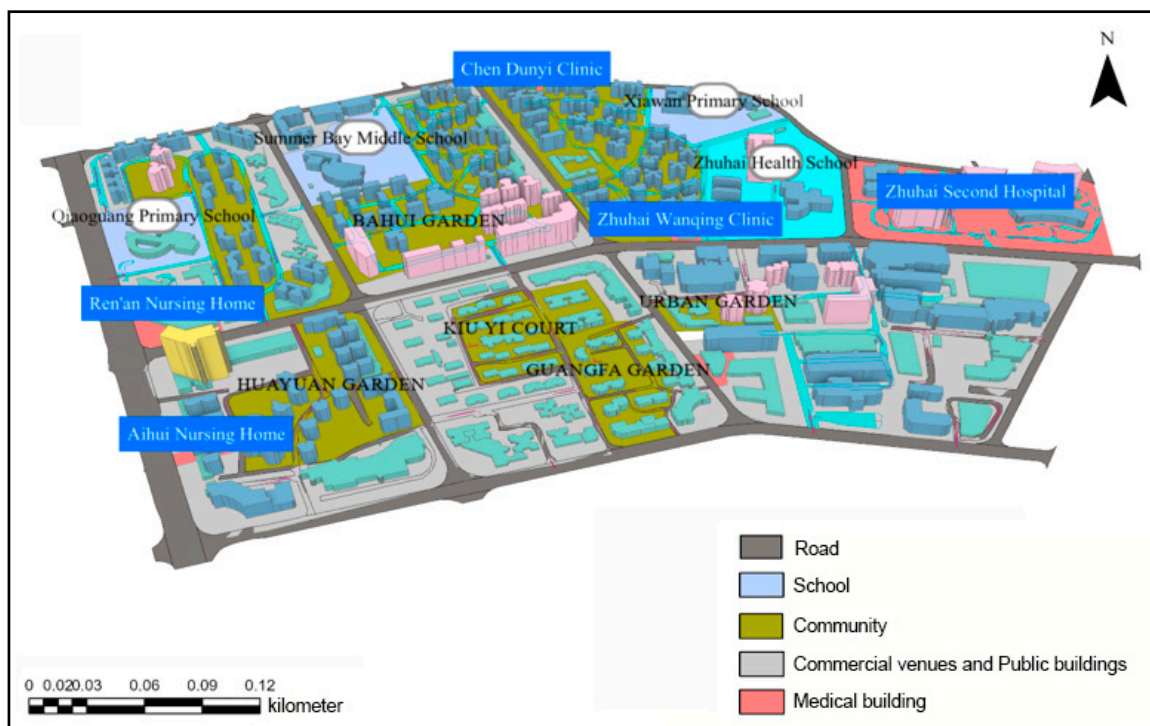 N
Chen Dunyi Clinic
Xiawan Primary School
Summer Bay Middle School
Zhuhai Health School
Zhuhai Second Hospital
Qiaoguang Primary School
BAHUI GARDEN
Zhuhai Wanqing Clinic
Ren'an Nursing Home
URBAN GARDEN
KIU YI COURT
GUANGFA GARDEN
HUAYUAN GARDEN
Aihui Nursing Home
Road
School
Community
Commercial venues and Public buildings
Medical building
0 0.020.03 0.06 0.09 0.12
kilometer